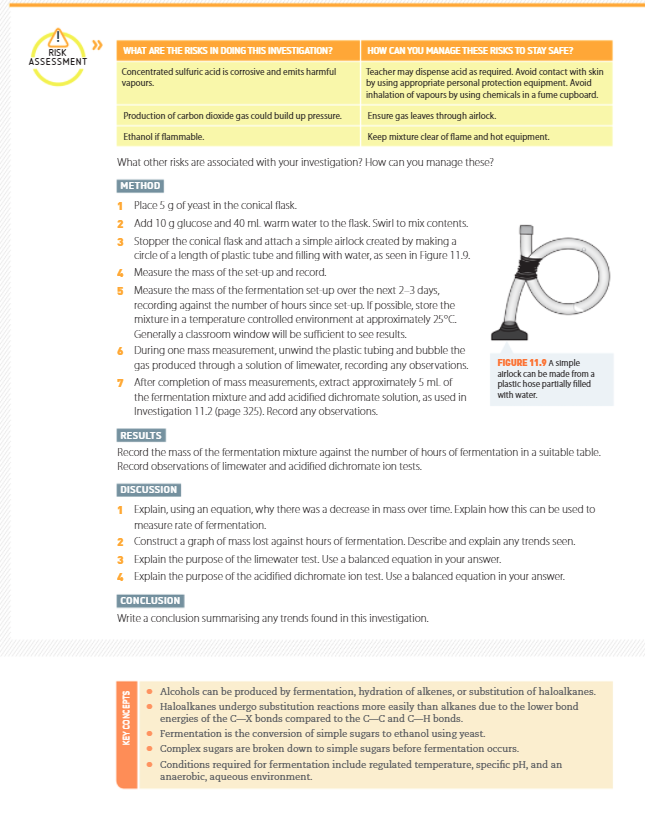 RISK
ASSESSMENT
»
WHAT ARE THE RISKS IN DOING THIS INVESTIGATION?
HOW CAN YOU MANAGE THESE RISKS TO STAY SAFE?
Concentrated sulfuric acid is corrosive and emits harmful
vapours.
Teacher may dispense acid as required. Avoid contact with skin
by using appropriate personal protection equipment. Avoid
inhalation of vapours by using chemicals in a fume cupboard.
Production of carbon dioxide gas could build up pressure.
Ensure gas leaves through airlock.
Ethanol if flammable.
Keep mixture clear of flame and hot equipment.
What other risks are associated with your investigation? How can you manage these?
METHOD
1 Place 5 g of yeast in the conical flask.
2 Add 10 g glucose and 40 mL warm water to the flask. Swirl to mix contents.
3 Stopper the conical flask and attach a simple airlock created by making a
circle of a length of plastic tube and filling with water, as seen in Figure 11.9.
4 Measure the mass of the set-up and record.
5 Measure the mass of the fermentation set-up over the next 2–3 days,
recording against the number of hours since set-up. If possible, store the
mixture in a temperature controlled environment at approximately 25°C.
Generally a classroom window will be sufficient to see results.
6 During one mass measurement, unwind the plastic tubing and bubble the
gas produced through a solution of limewater, recording any observations.
7 After completion of mass measurements, extract approximately 5 mL of
the fermentation mixture and add acidified dichromate solution, as used in
Investigation 11.2 (page 325). Record any observations.
FIGURE 11.9 A simple
airlock can be made from a
plastic hose partially filled
with water.
RESULTS
Record the mass of the fermentation mixture against the number of hours of fermentation in a suitable table.
Record observations of limewater and acidified dichromate ion tests.
DISCUSSION
1 Explain, using an equation, why there was a decrease in mass over time. Explain how this can be used to
measure rate of fermentation.
2 Construct a graph of mass lost against hours of fermentation. Describe and explain any trends seen.
3 Explain the purpose of the limewater test. Use a balanced equation in your answer.
4 Explain the purpose of the acidified dichromate ion test. Use a balanced equation in your answer.
CONCLUSION
Write a conclusion summarising any trends found in this investigation.
KEY CONCEPTS
• Alcohols can be produced by fermentation, hydration of alkenes, or substitution of haloalkanes.
• Haloalkanes undergo substitution reactions more easily than alkanes due to the lower bond
energies of the C—X bonds compared to the C—C and C—H bonds.
• Fermentation is the conversion of simple sugars to ethanol using yeast.
• Complex sugars are broken down to simple sugars before fermentation occurs.
• Conditions required for fermentation include regulated temperature, specific pH, and an
anaerobic, aqueous environment.